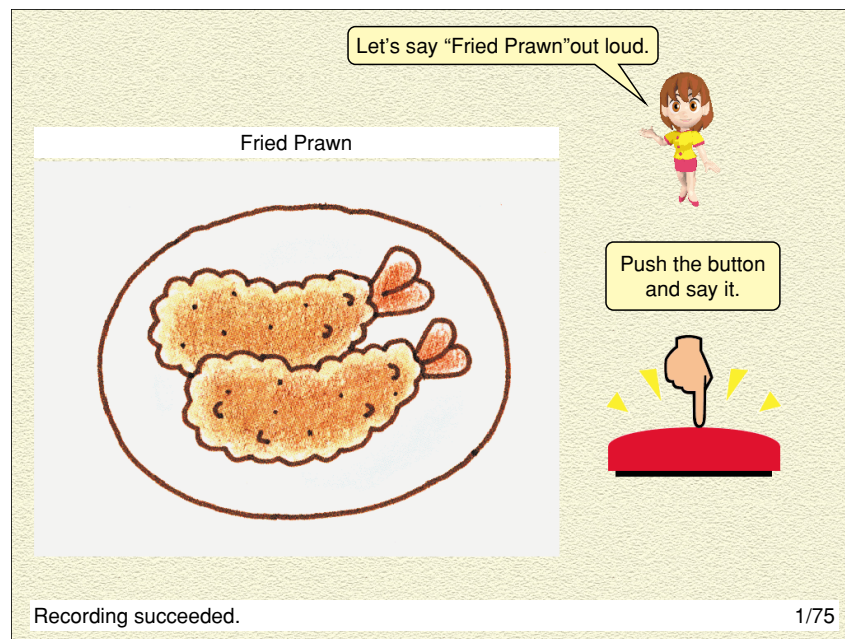 Let's say “Fried Prawn”out loud.
Fried Prawn
Push the button
and say it.
Recording succeeded.
1/75